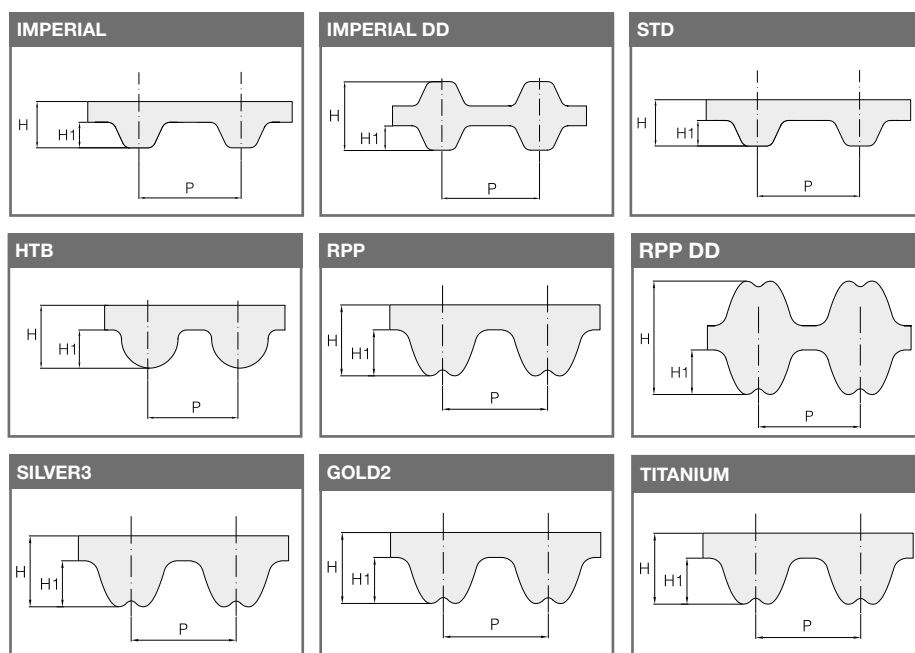 IMPERIAL
H
H1
P
IMPERIAL DD
H
H1
P
STD
H
H1
P
HTB
H
H1
P
RPP
H
H1
P
RPP DD
H
H1
P
SILVER3
H
H1
P
GOLD2
H
H1
P
TITANIUM
H
H1
P